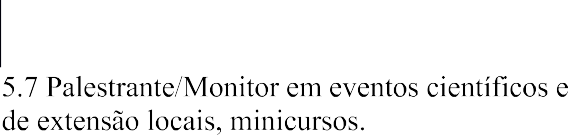 5.7 Palestrante/Monitor em eventos científicos e
de extensão locais, minicursos.